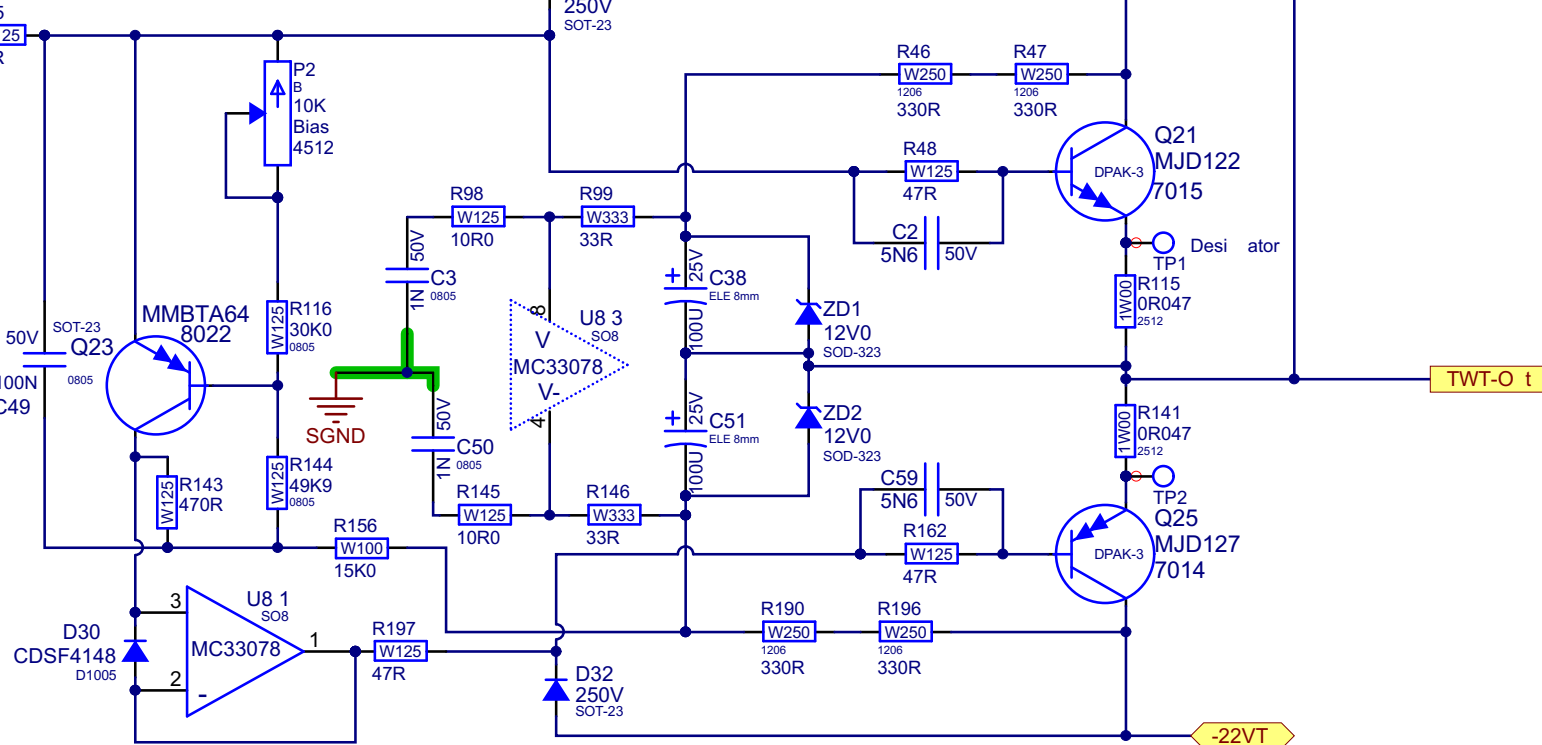 250V
SOT-23
25
R
P2
B
10K
Bias
4512
R46
W250
1206
330R
R47
W250
1206
330R
Q21
MJD122
7015
DPAK-3
R48
W125
47R
C2
5N6
50V
Desi ator
TP1
R115
1W00
0R047
2512
R98
W125
10R0
R99
W333
33R
50V
C3
0805
1N
25V
+
C38
ELE 8mm
100U
ZD1
12V0
SOD-323
U8 3
SO8
8
V
MC33078
V-
4
MMBTA64
8022
SOT-23
Q23
50V
0805
100N
C49
R116
W125
30K0
0805
SGND
50V
C50
0805
1N
25V
+
C51
ELE 8mm
100U
ZD2
12V0
SOD-323
TWT-O t
R141
1W00
0R047
2512
TP2
Q25
MJD127
7014
DPAK-3
C59
5N6
50V
R162
W125
47R
R143
W125
470R
R144
W125
49K9
0805
R145
W125
10R0
R146
W333
33R
R156
W100
15K0
U8 1
SO8
3
MC33078
1
2
-
D30
CDSF4148
D1005
R197
W125
47R
R190
W250
1206
330R
R196
W250
1206
330R
D32
250V
SOT-23
-22VT